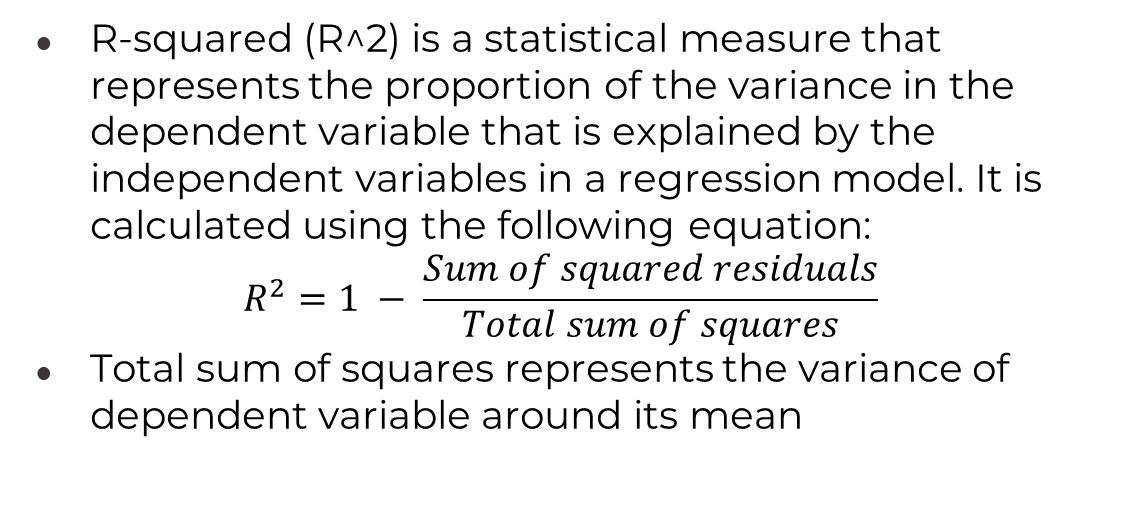 • R-squared (R^2) is a statistical measure that
represents the proportion of the variance in the
dependent variable that is explained by the
independent variables in a regression model. It is
calculated using the following equation:
R² = 1 − Sum of squared residuals / Total sum of squares
• Total sum of squares represents the variance of
dependent variable around its mean